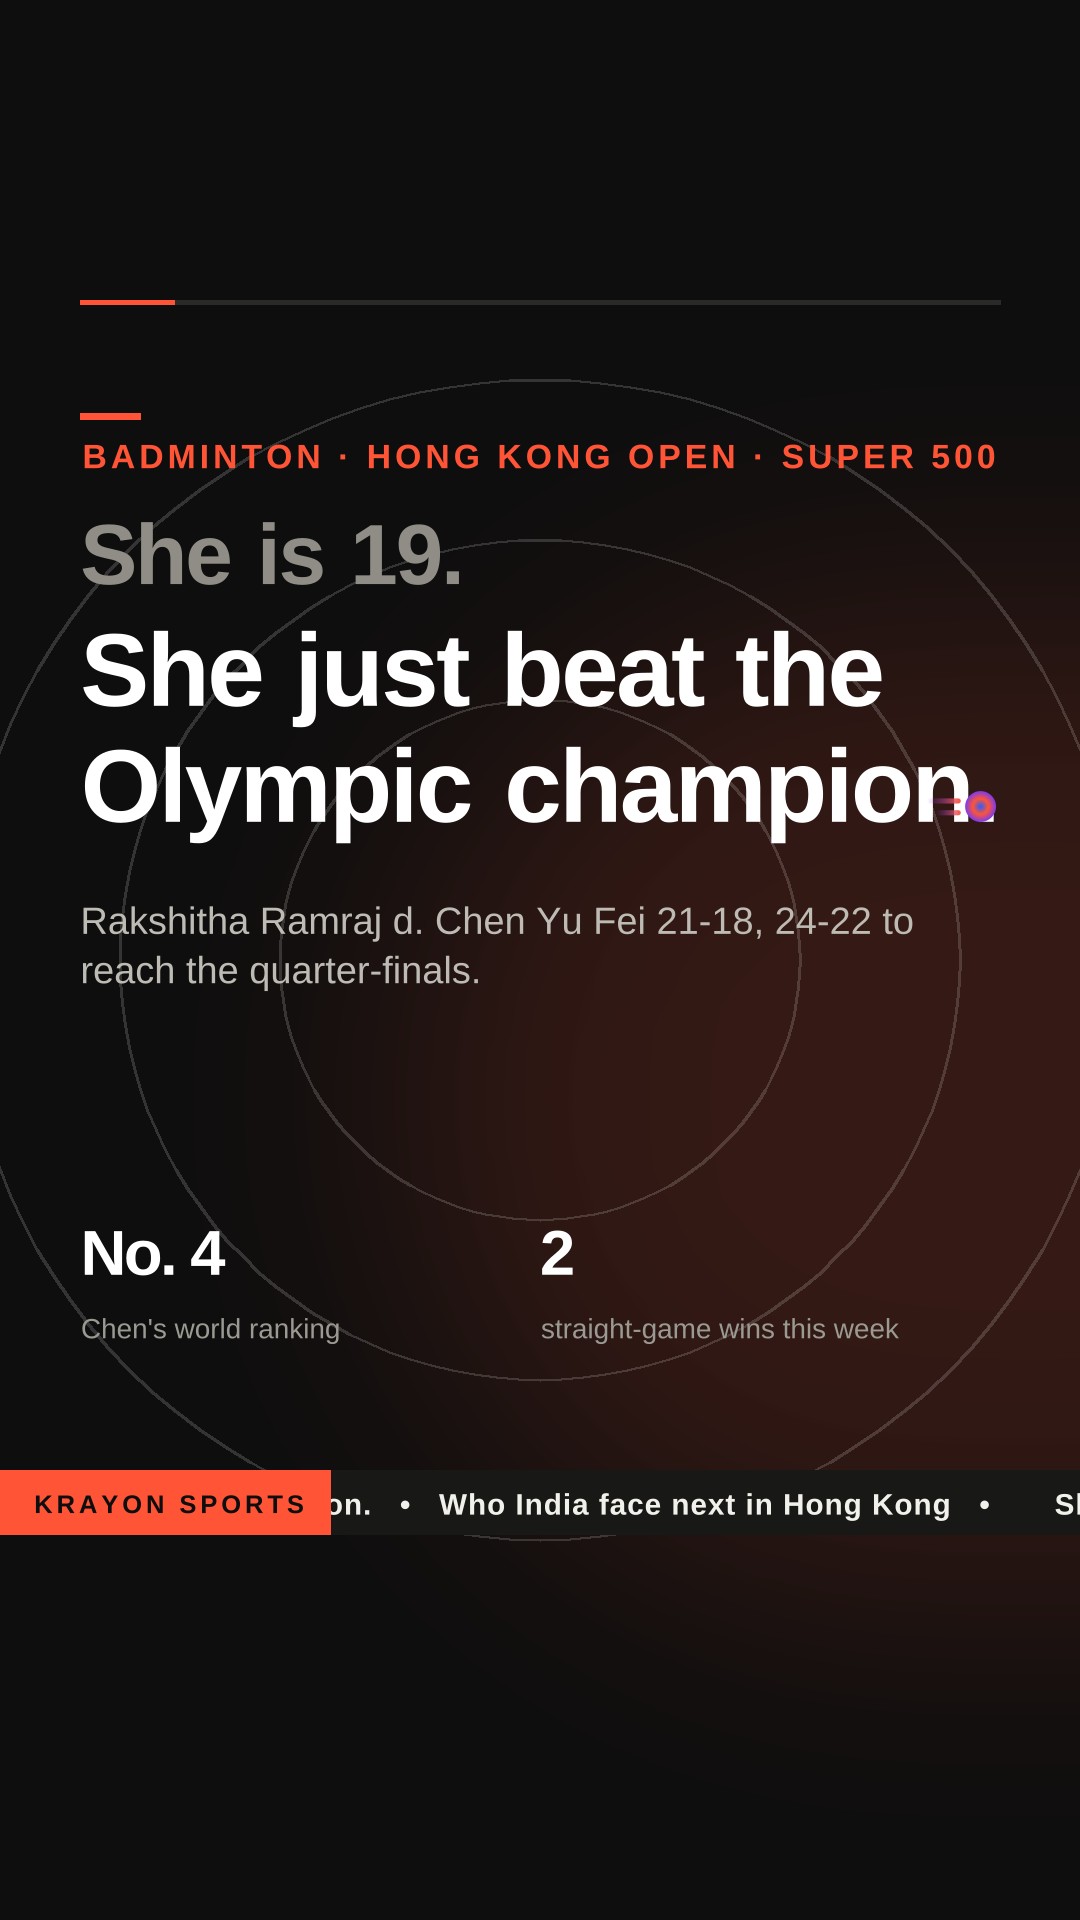 BADMINTON · HONG KONG OPEN · SUPER 500
She is 19.
She just beat the
Olympic champion.
Rakshitha Ramraj d. Chen Yu Fei 21-18, 24-22 to
reach the quarter-finals.
No. 4
2
Chen's world ranking
straight-game wins this week
KRAYON SPORTS on. • Who India face next in Hong Kong •